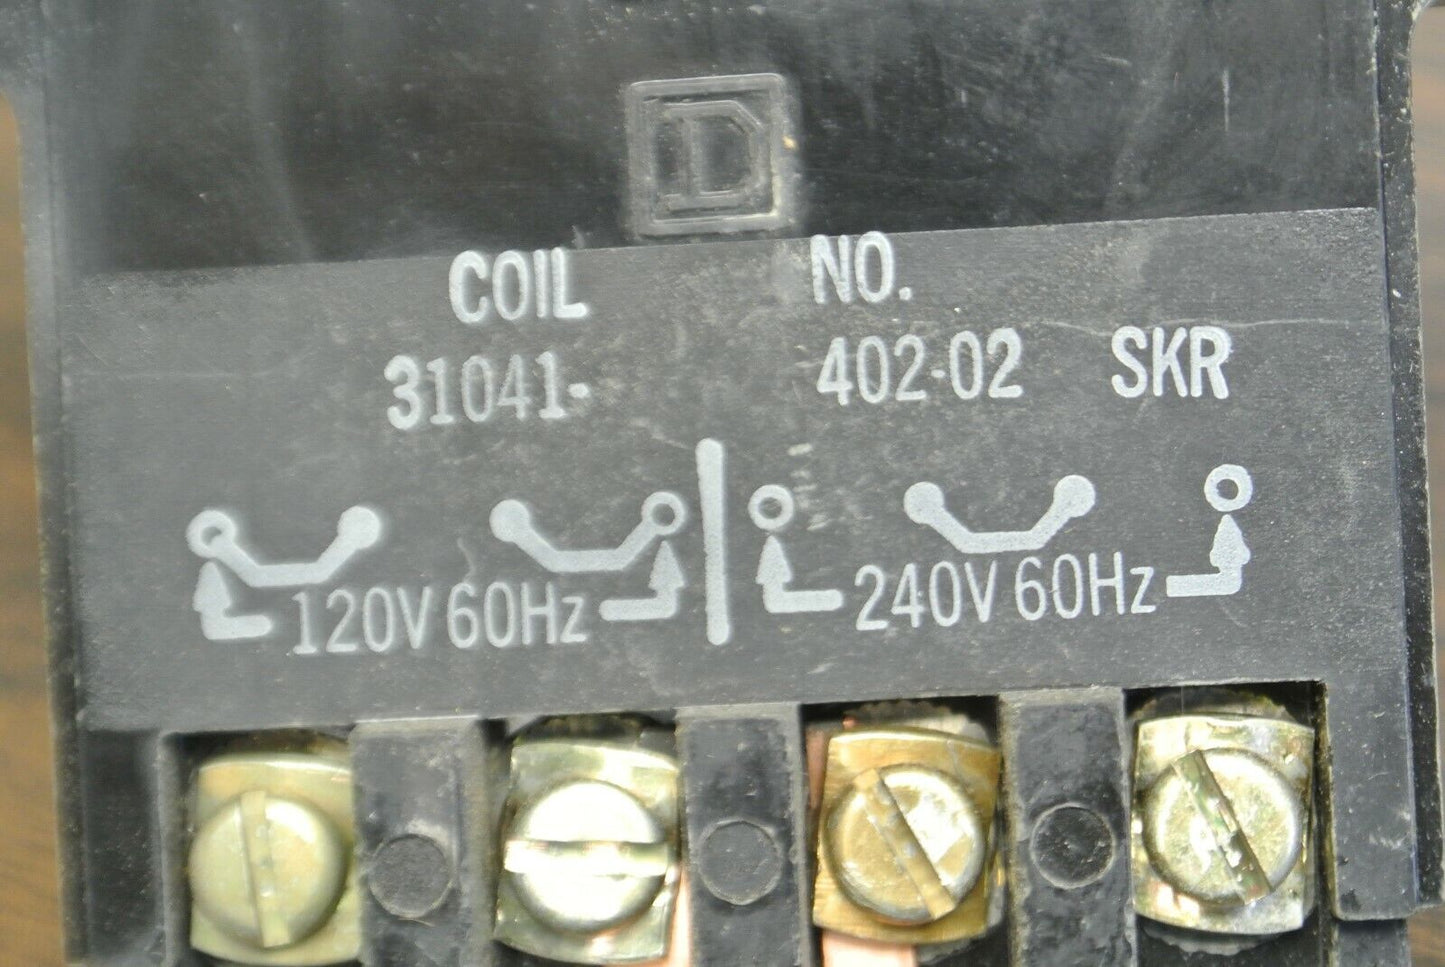 D
COIL NO.
31041- 402-02 SKR
120V 60Hz 240V 60Hz